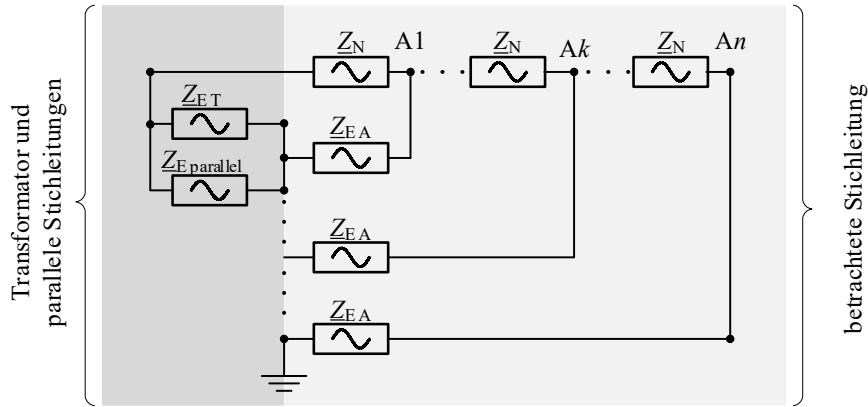 Transformator und
parallele Stichleitungen
Z_N A1
Z_N Ak
Z_N An
Z_E T
Z_E A
Z_E parallel
Z_E A
Z_E A
betrachtete Stichleitung